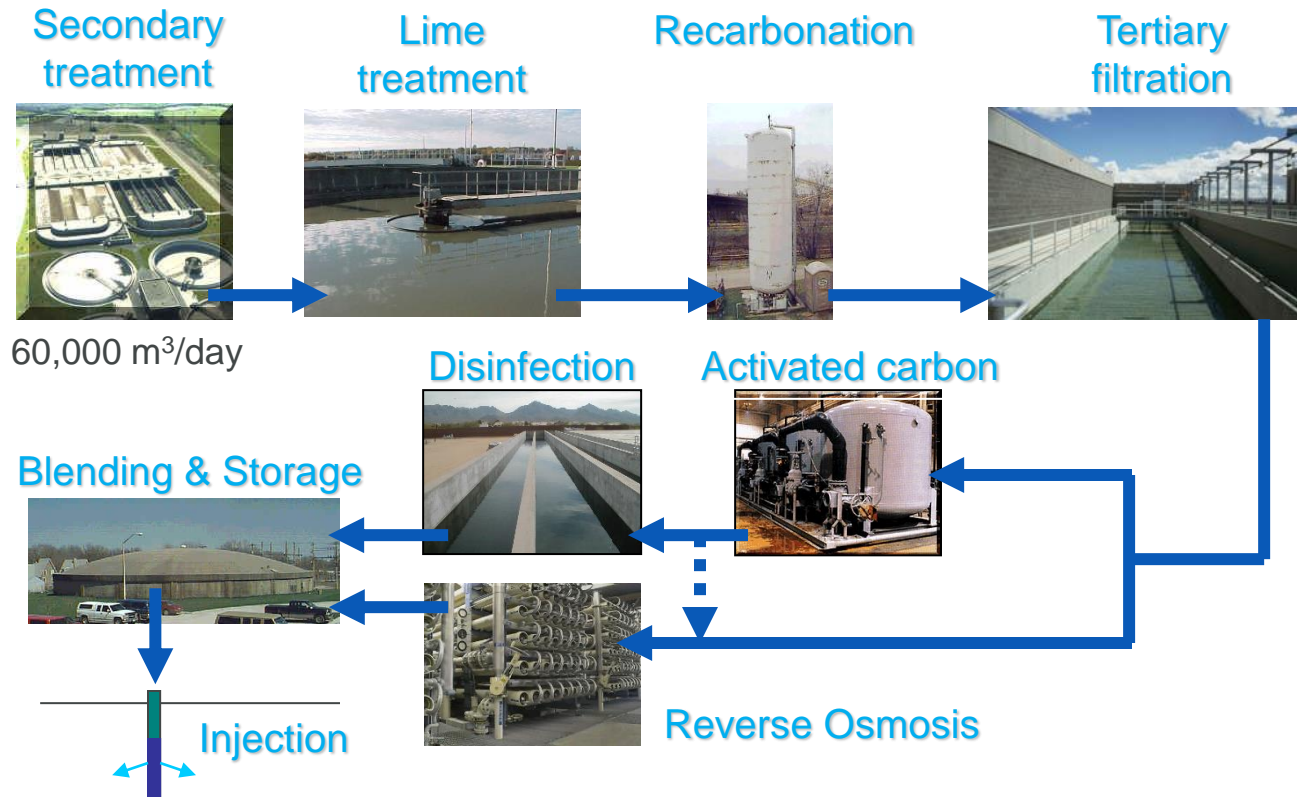 Secondary
treatment
Lime
treatment
Recarbonation
Tertiary
filtration
60,000 m³/day
Disinfection
Activated carbon
Blending & Storage
Injection
Reverse Osmosis